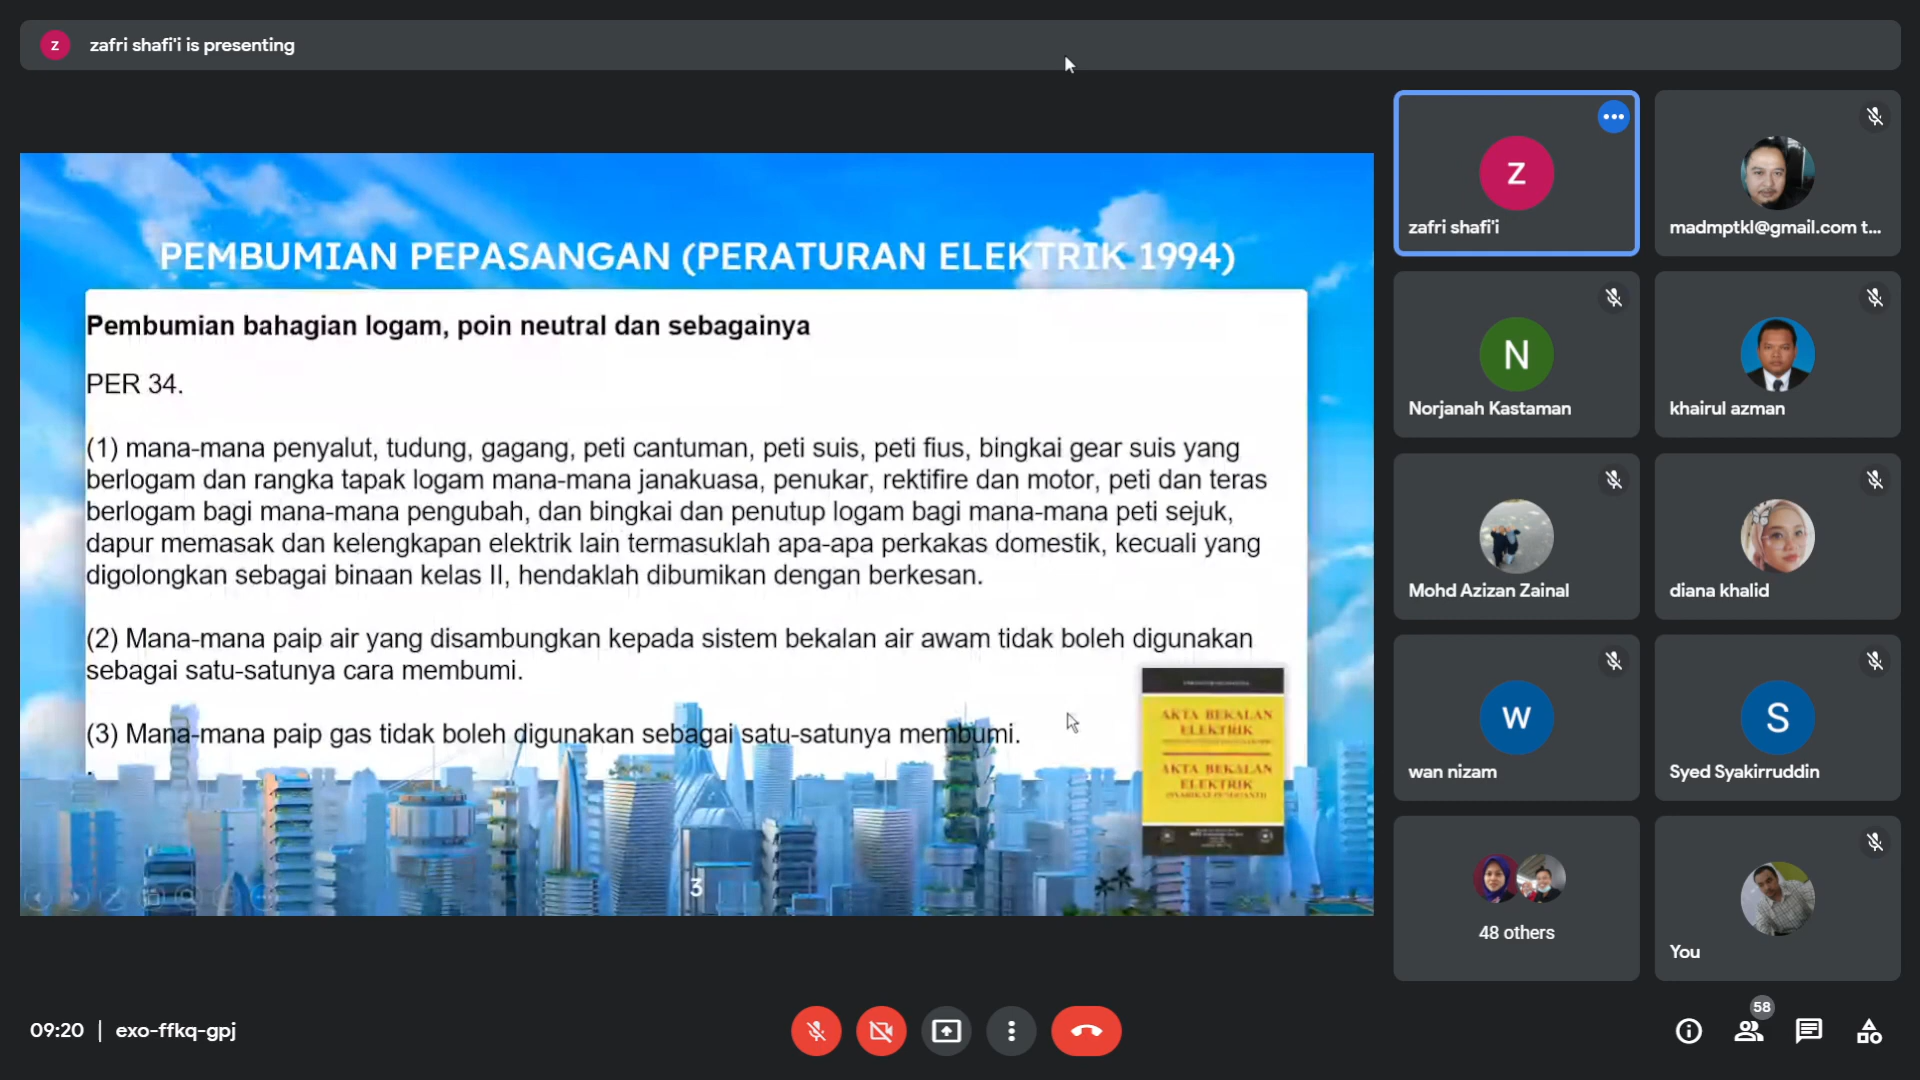 z
zafri shafi'i is presenting
PEMBUMIAN PEPASANGAN (PERATURAN ELEKTRIK 1994)
Pembumian bahagian logam, poin neutral dan sebagainya
PER 34.
(1) mana-mana penyalut, tudung, gagang, peti cantuman, peti suis, peti fius, bingkai gear suis yang
berlogam dan rangka tapak logam mana-mana janakuasa, penukar, rektifire dan motor, peti dan teras
berlogam bagi mana-mana pengubah, dan bingkai dan penutup logam bagi mana-mana peti sejuk,
dapur memasak dan kelengkapan elektrik lain termasuklah apa-apa perkakas domestik, kecuali yang
digolongkan sebagai binaan kelas II, hendaklah dibumikan dengan berkesan.
(2) Mana-mana paip air yang disambungkan kepada sistem bekalan air awam tidak boleh digunakan
sebagai satu-satunya cara membumi.
(3) Mana-mana paip gas tidak boleh digunakan sebagai satu-satunya membumi.
.
AKTA BEKALAN
ELEKTRIK
AKTA BEKALAN
ELEKTRIK
3
z
zafri shafi'i
madmptkl@gmail.com t...
N
Norjanah Kastaman
khairul azman
Mohd Azizan Zainal
diana khalid
w
wan nizam
S
Syed Syakirruddin
48 others
You
09:20 | exo-ffkq-gpj
58